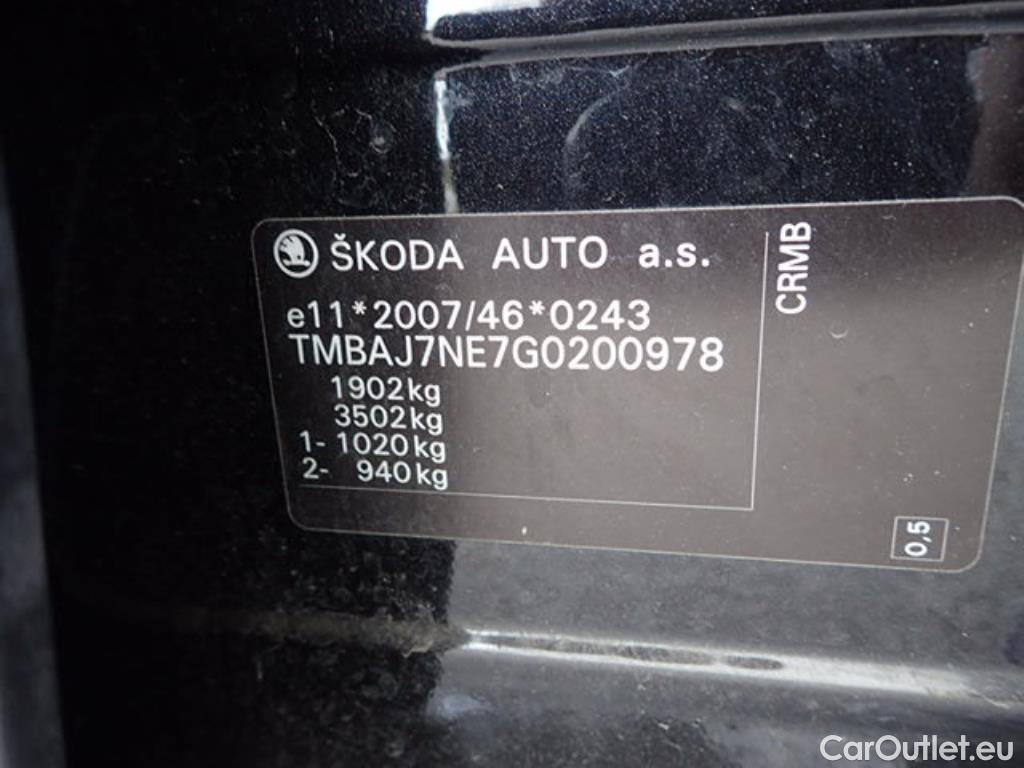 ŠKODA AUTO a.s.
e11*2007/46*0243
TMBAJ7NE7G0200978
1902kg
3502kg
1- 1020kg
2- 940kg
CRMB
0,5
CarOutlet.eu